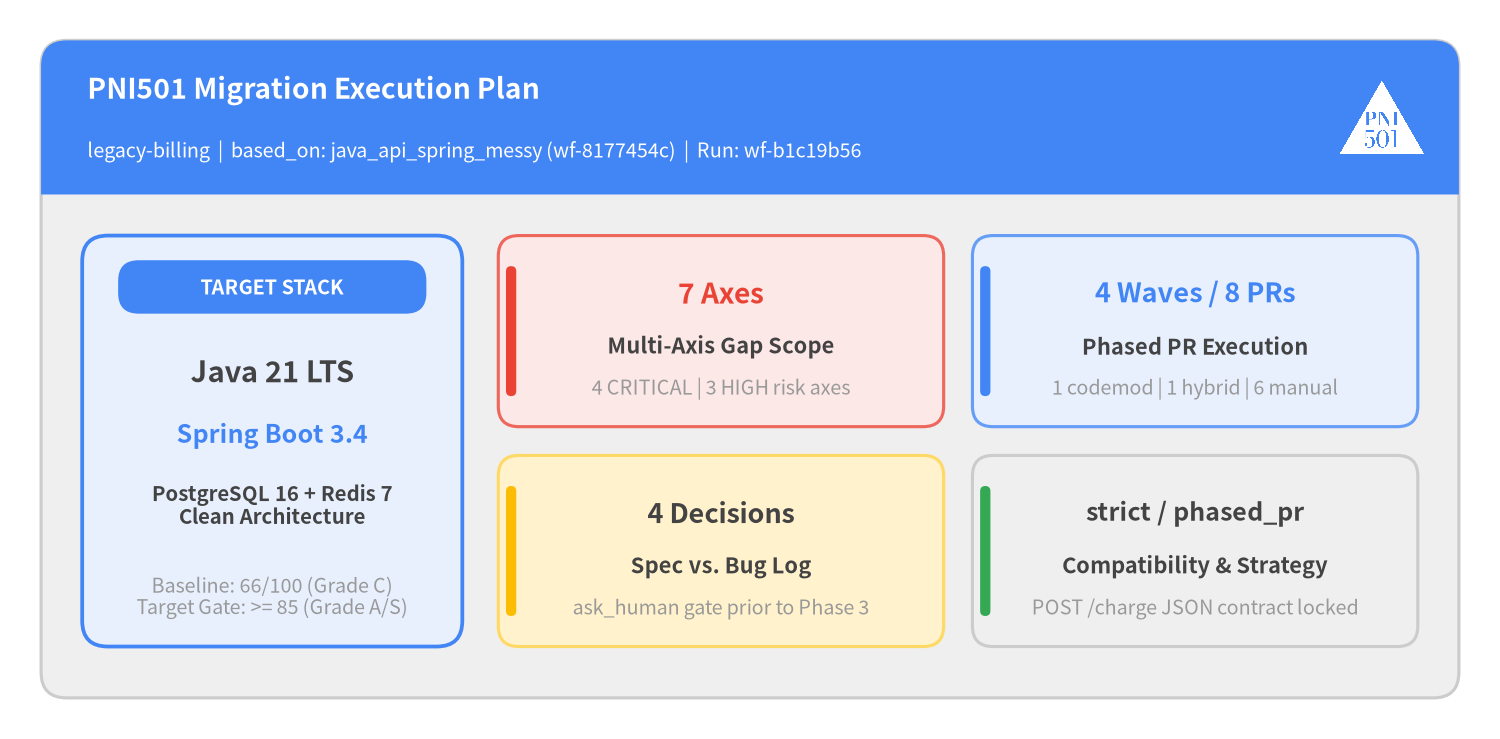 PNI501 Migration Execution Plan
legacy-billing | based_on: java_api_spring_messy (wf-8177454c) | Run: wf-b1c19b56
PNI
501
TARGET STACK
Java 21 LTS
Spring Boot 3.4
PostgreSQL 16 + Redis 7
Clean Architecture
Baseline: 66/100 (Grade C)
Target Gate: >= 85 (Grade A/S)
7 Axes
Multi-Axis Gap Scope
4 CRITICAL | 3 HIGH risk axes
4 Waves / 8 PRs
Phased PR Execution
1 codemod | 1 hybrid | 6 manual
4 Decisions
Spec vs. Bug Log
ask_human gate prior to Phase 3
strict / phased_pr
Compatibility & Strategy
POST /charge JSON contract locked